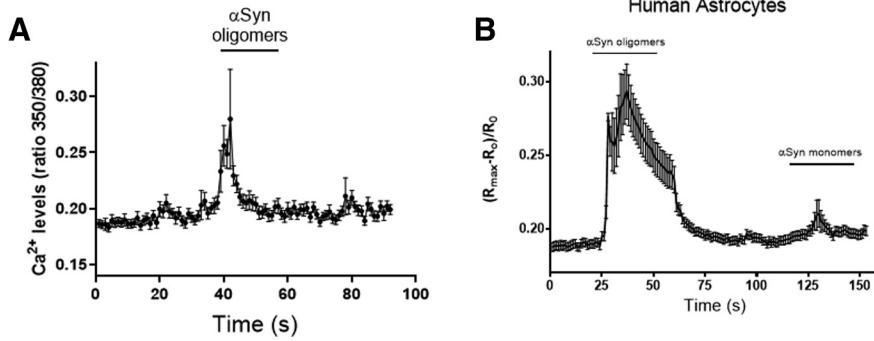 A
αSyn
oligomers
Ca2+ levels (ratio 350/380)
0.30
0.25
0.20
0.15
0 20 40 60 80 100
Time (s)
Human Astrocytes
B
αSyn oligomers
αSyn monomers
(Rmax-Ro)/R0
0.30
0.25
0.20
0 25 50 75 100 125 150
Time (s)